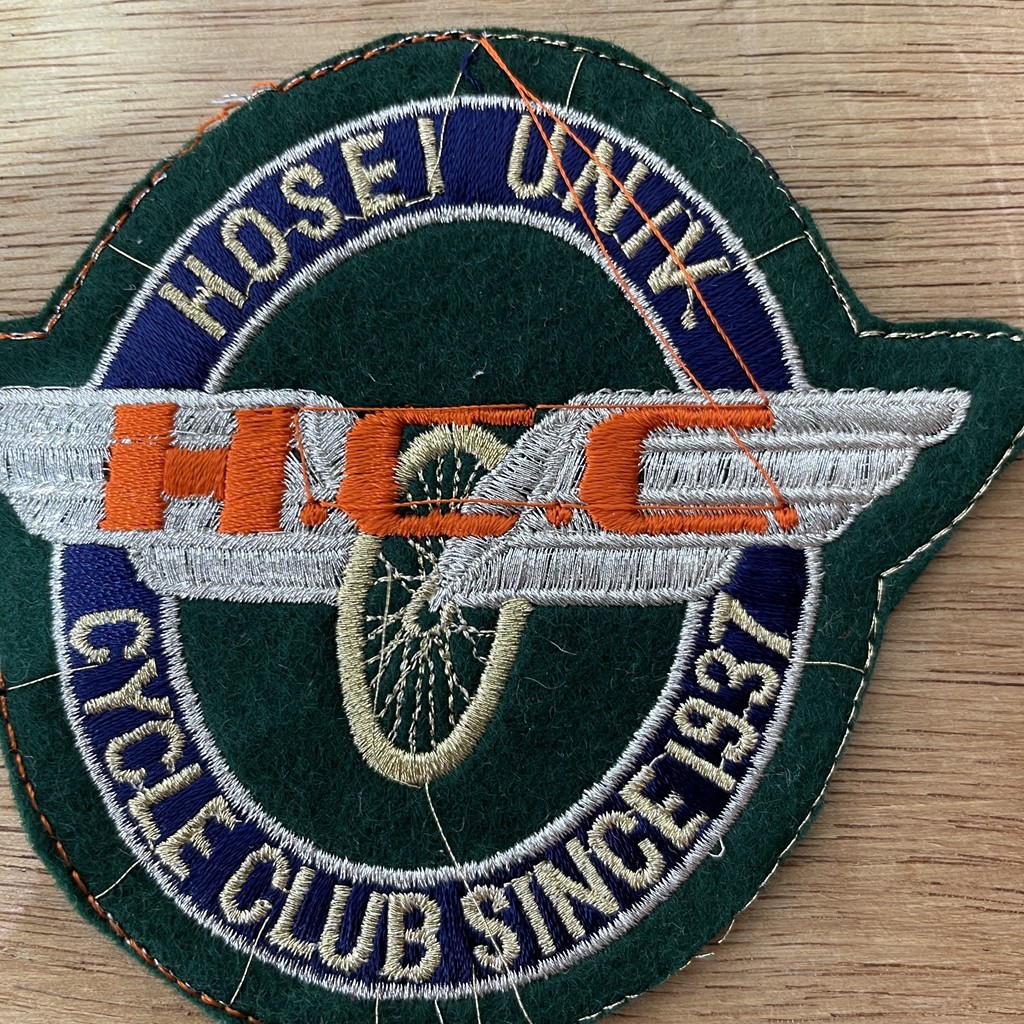 HOSEI UNIV.
H.C.C.
CYCLE CLUB SINCE 1937